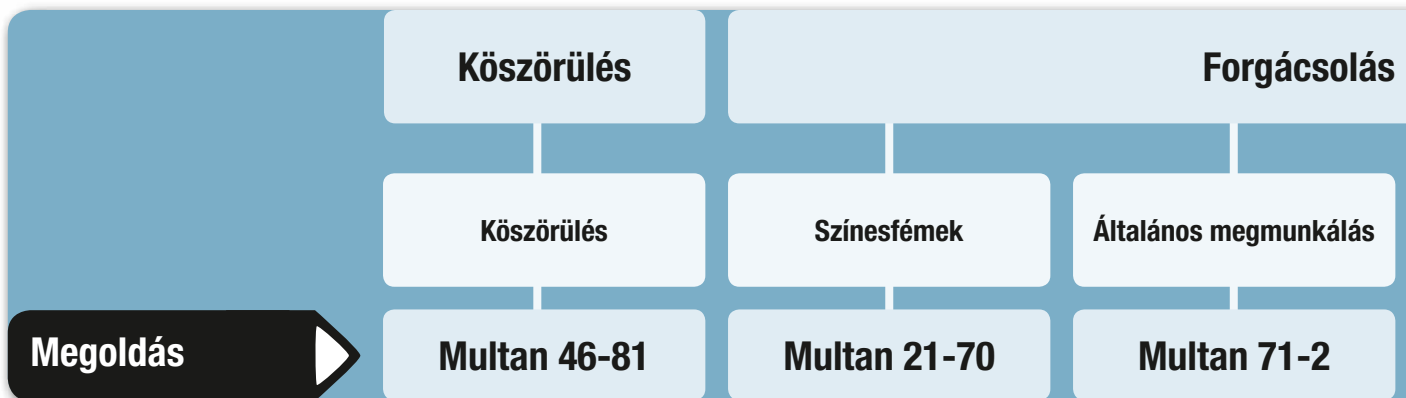 Köszörülés
Forgácsolás
Köszörülés
Színesfémek
Általános megmunkálás
Megoldás
Multan 46-81
Multan 21-70
Multan 71-2